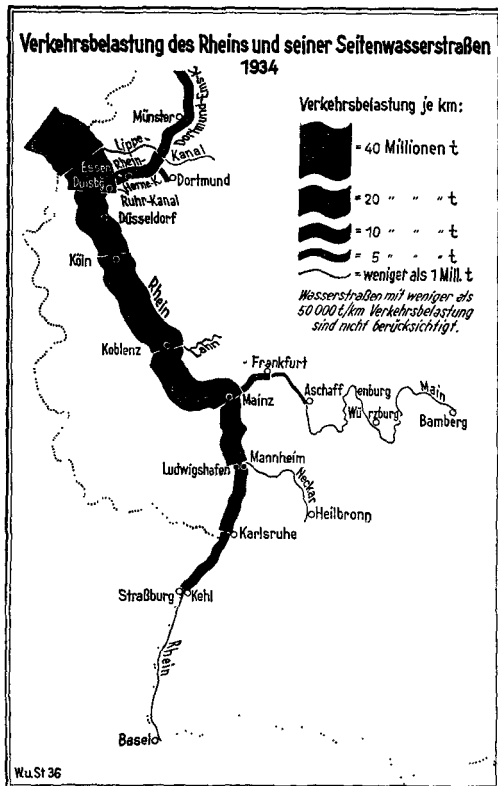 Verkehrsbelastung des Rheins und seiner Seitenwasserstraßen
1934
Verkehrsbelastung je km:
= 40 Millionen t
= 20 " " t
= 10 " " t
= 5 " " t
= weniger als 1 Mill. t
Wasserstraßen mit weniger als
50 000 t/km Verkehrsbelastung
sind nicht berücksichtigt.
Münster
Dortmund-Ems-K
Lippe-
Kanal
Essen
Rhein-
Herne-K.
Duisbg
Dortmund
Ruhr-Kanal
Düsseldorf
Köln
Rhein
Koblenz
Lahn
Frankfurt
Mainz
Aschaffenburg
Main
Würzburg
Bamberg
Mannheim
Ludwigshafen
Neckar
Heilbronn
Karlsruhe
Straßburg
Kehl
Rhein
Basel
W.u.St 36